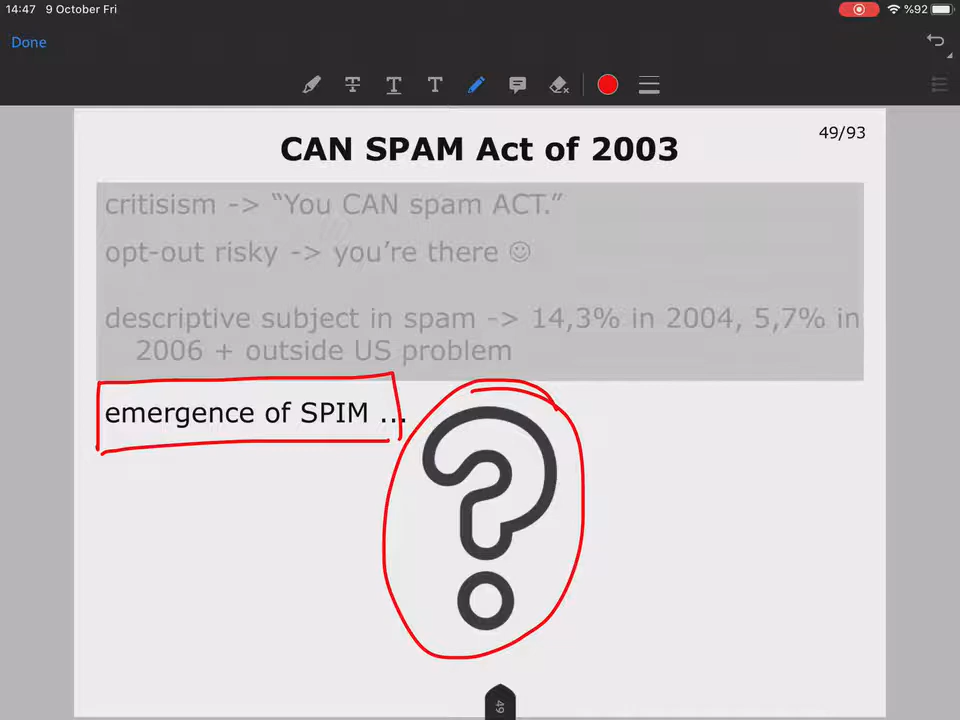 14:47 9 October Fri %92
Done
T T T
49/93
CAN SPAM Act of 2003
critisism -> “You CAN spam ACT.”
opt-out risky -> you’re there ☺
descriptive subject in spam -> 14,3% in 2004, 5,7% in
2006 + outside US problem
emergence of SPIM ...
?
49